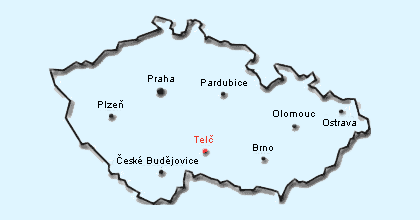 Praha
Pardubice
Plzeň
Olomouc
Ostrava
Telč
Brno
České Budějovice